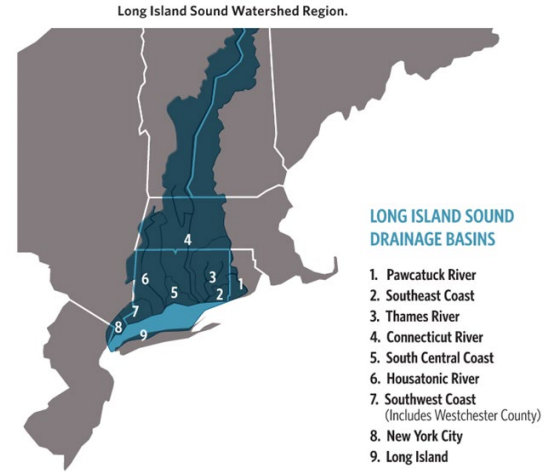 Long Island Sound Watershed Region.
4
6
3
1
5
2
7
8
9
LONG ISLAND SOUND
DRAINAGE BASINS
1. Pawcatuck River
2. Southeast Coast
3. Thames River
4. Connecticut River
5. South Central Coast
6. Housatonic River
7. Southwest Coast
(Includes Westchester County)
8. New York City
9. Long Island